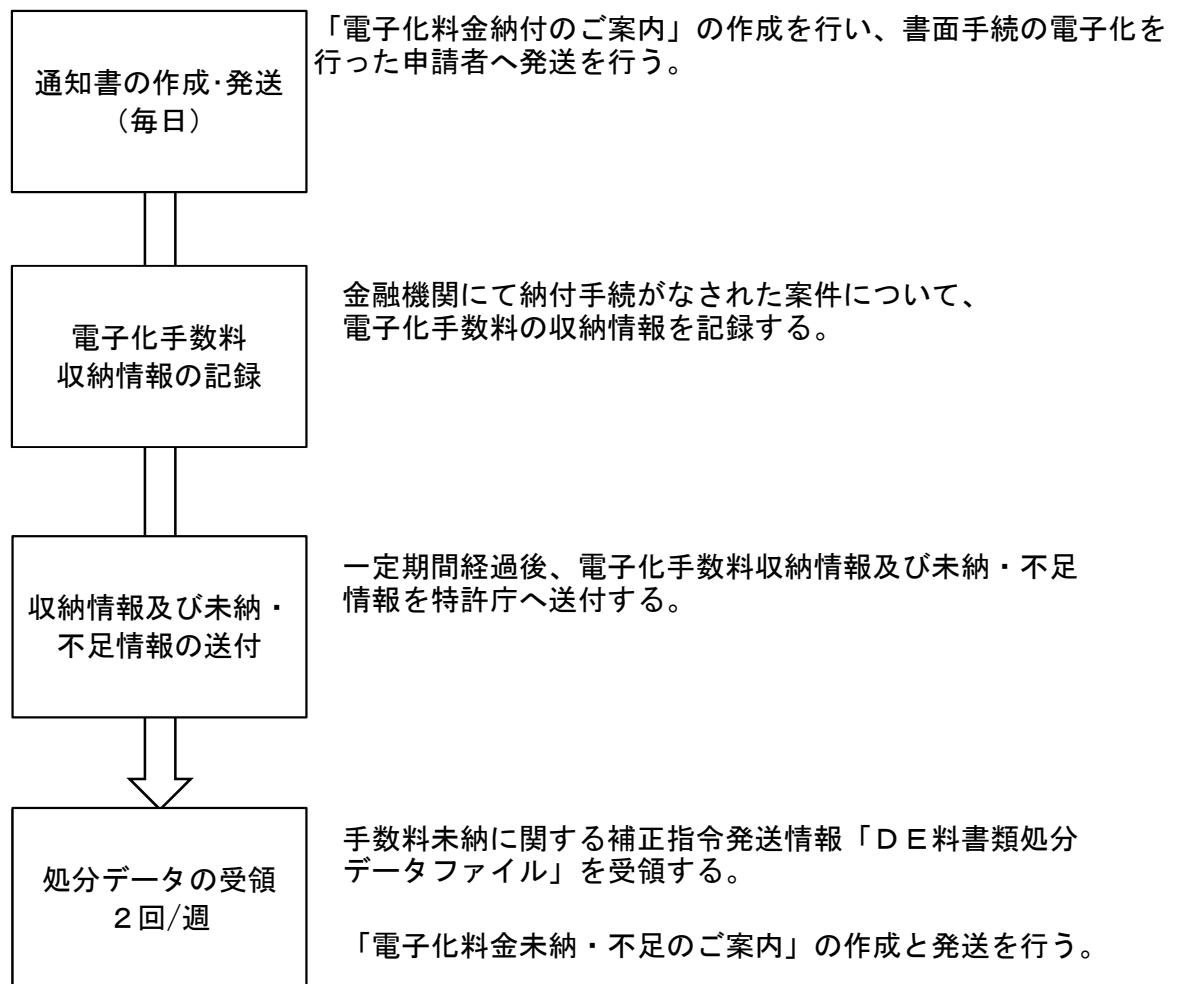 「電子化料金納付のご案内」の作成を行い、書面手続の電子化を
行った申請者へ発送を行う。
通知書の作成･発送
（毎日）
金融機関にて納付手続がなされた案件について、
電子化手数料の収納情報を記録する。
電子化手数料
収納情報の記録
一定期間経過後、電子化手数料収納情報及び未納・不足
情報を特許庁へ送付する。
収納情報及び未納・
不足情報の送付
手数料未納に関する補正指令発送情報「ＤＥ料書類処分
データファイル」を受領する。
処分データの受領
２回/週
「電子化料金未納・不足のご案内」の作成と発送を行う。